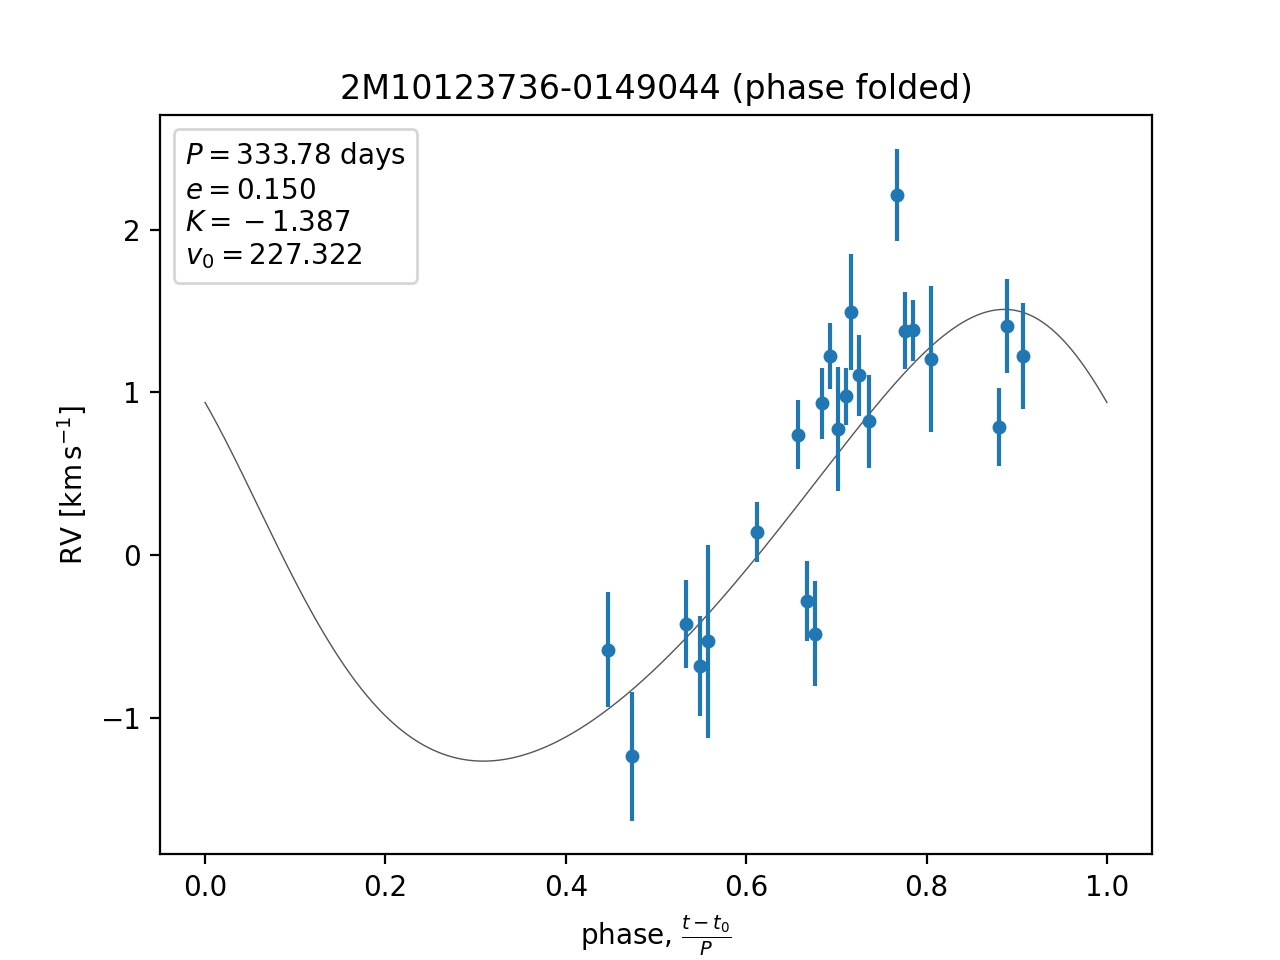 2M10123736-0149044 (phase folded)
P = 333.78 days
e = 0.150
K = −1.387
v₀ = 227.322
2
1
0
−1
RV [km s⁻¹]
0.0 0.2 0.4 0.6 0.8 1.0
phase, (t − t₀)/P